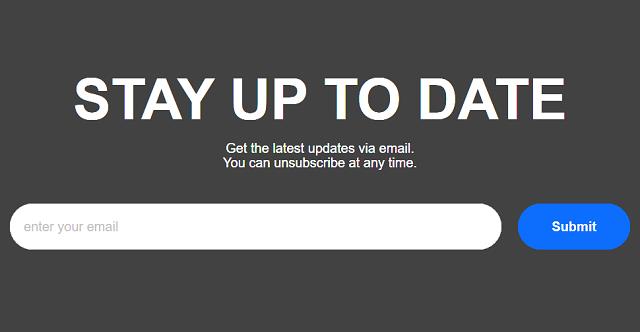 STAY UP TO DATE
Get the latest updates via email.
You can unsubscribe at any time.
enter your email
Submit